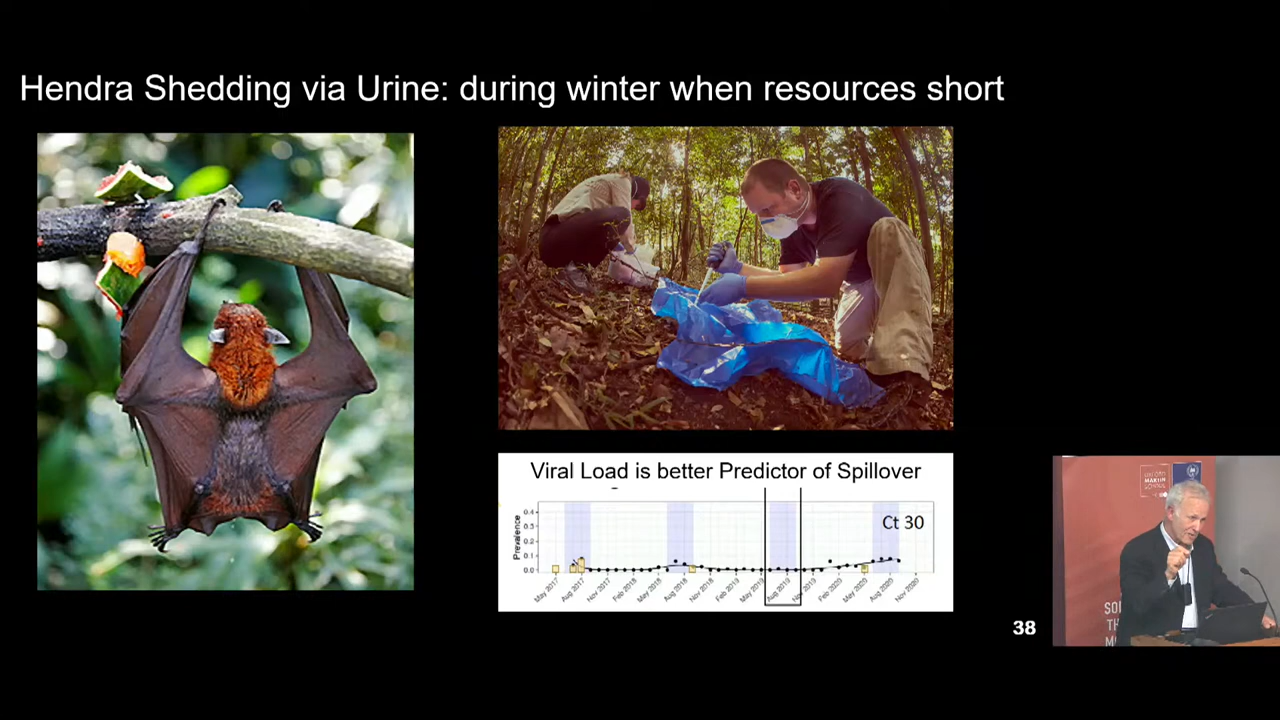 Hendra Shedding via Urine: during winter when resources short
Viral Load is better Predictor of Spillover
Ct 30
Prevalence
0.4
0.3
0.2
0.1
0.0
May 2017
Aug 2017
Nov 2017
Feb 2018
May 2018
Aug 2018
Nov 2018
Feb 2019
May 2019
Aug 2019
Nov 2019
Feb 2020
May 2020
Aug 2020
Nov 2020
38
OXFORD
MARTIN
SCHOOL